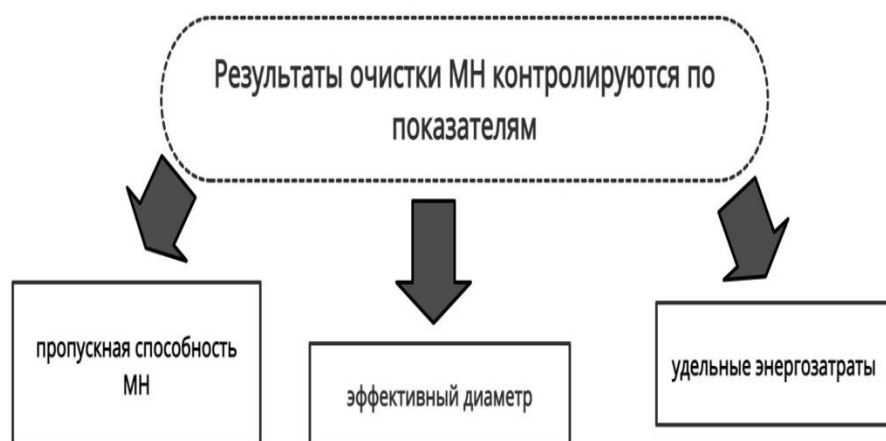 Результаты очистки МН контролируются по
показателям
пропускная способность
МН
эффективный диаметр
удельные энергозатраты